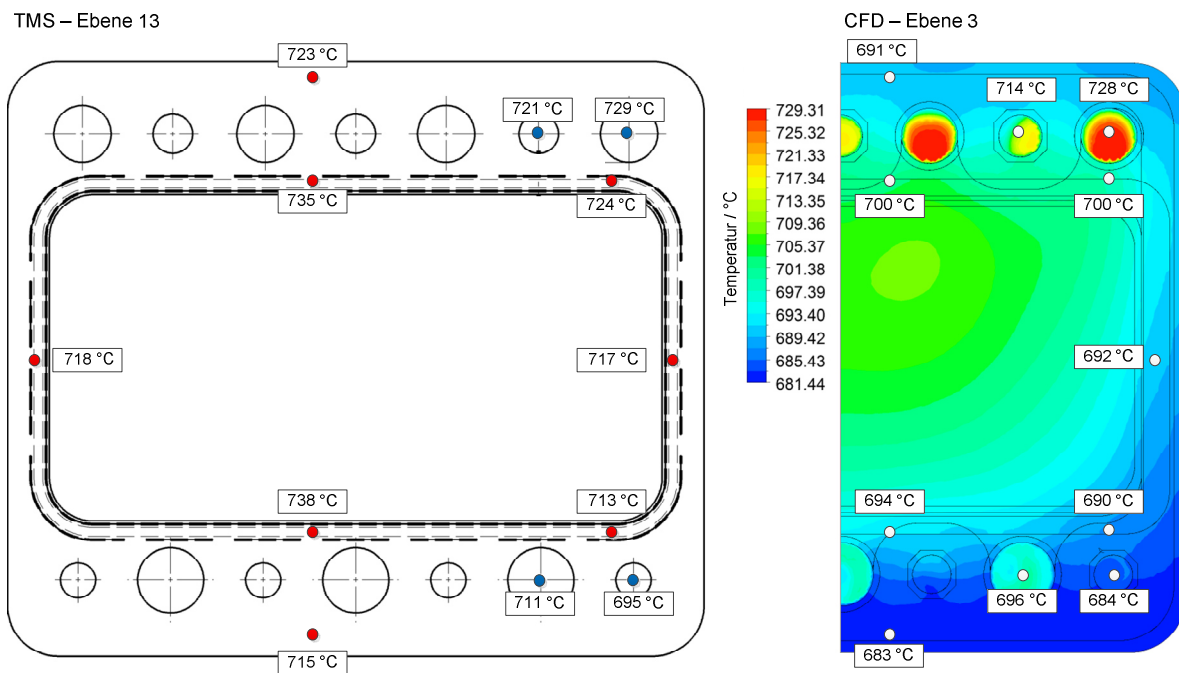 TMS – Ebene 13
CFD – Ebene 3
723 °C
721 °C
729 °C
735 °C
724 °C
718 °C
717 °C
738 °C
713 °C
711 °C
695 °C
715 °C
Temperatur / °C
729.31
725.32
721.33
717.34
713.35
709.36
705.37
701.38
697.39
693.40
689.42
685.43
681.44
691 °C
714 °C
728 °C
700 °C
700 °C
692 °C
694 °C
690 °C
696 °C
684 °C
683 °C